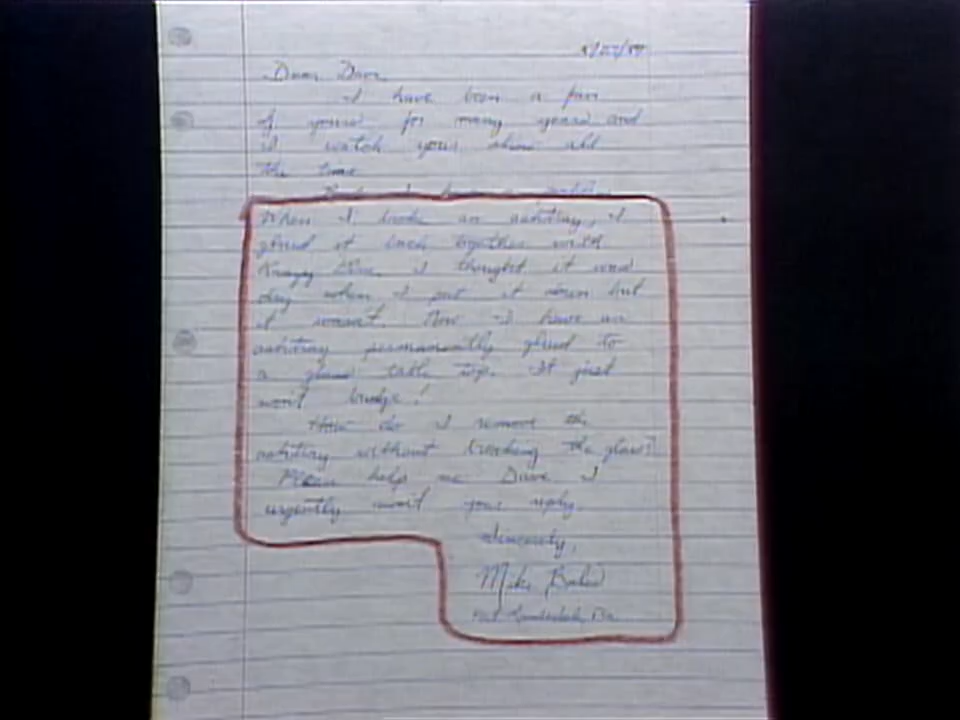 Dear Dave,
I have been a fan
of yours for many years and
I watch your show all
the time
When I broke an ashtray, I
glued it back together with
Krazy Glue. I thought it was
dry when I put it down but
it wasn't. Now I have an
ashtray permanently glued to
a glass table top. It just
won't budge!
How do I remove the
ashtray without breaking the glass?
Please help me Dave I
urgently await your reply.
Sincerely,
Mike